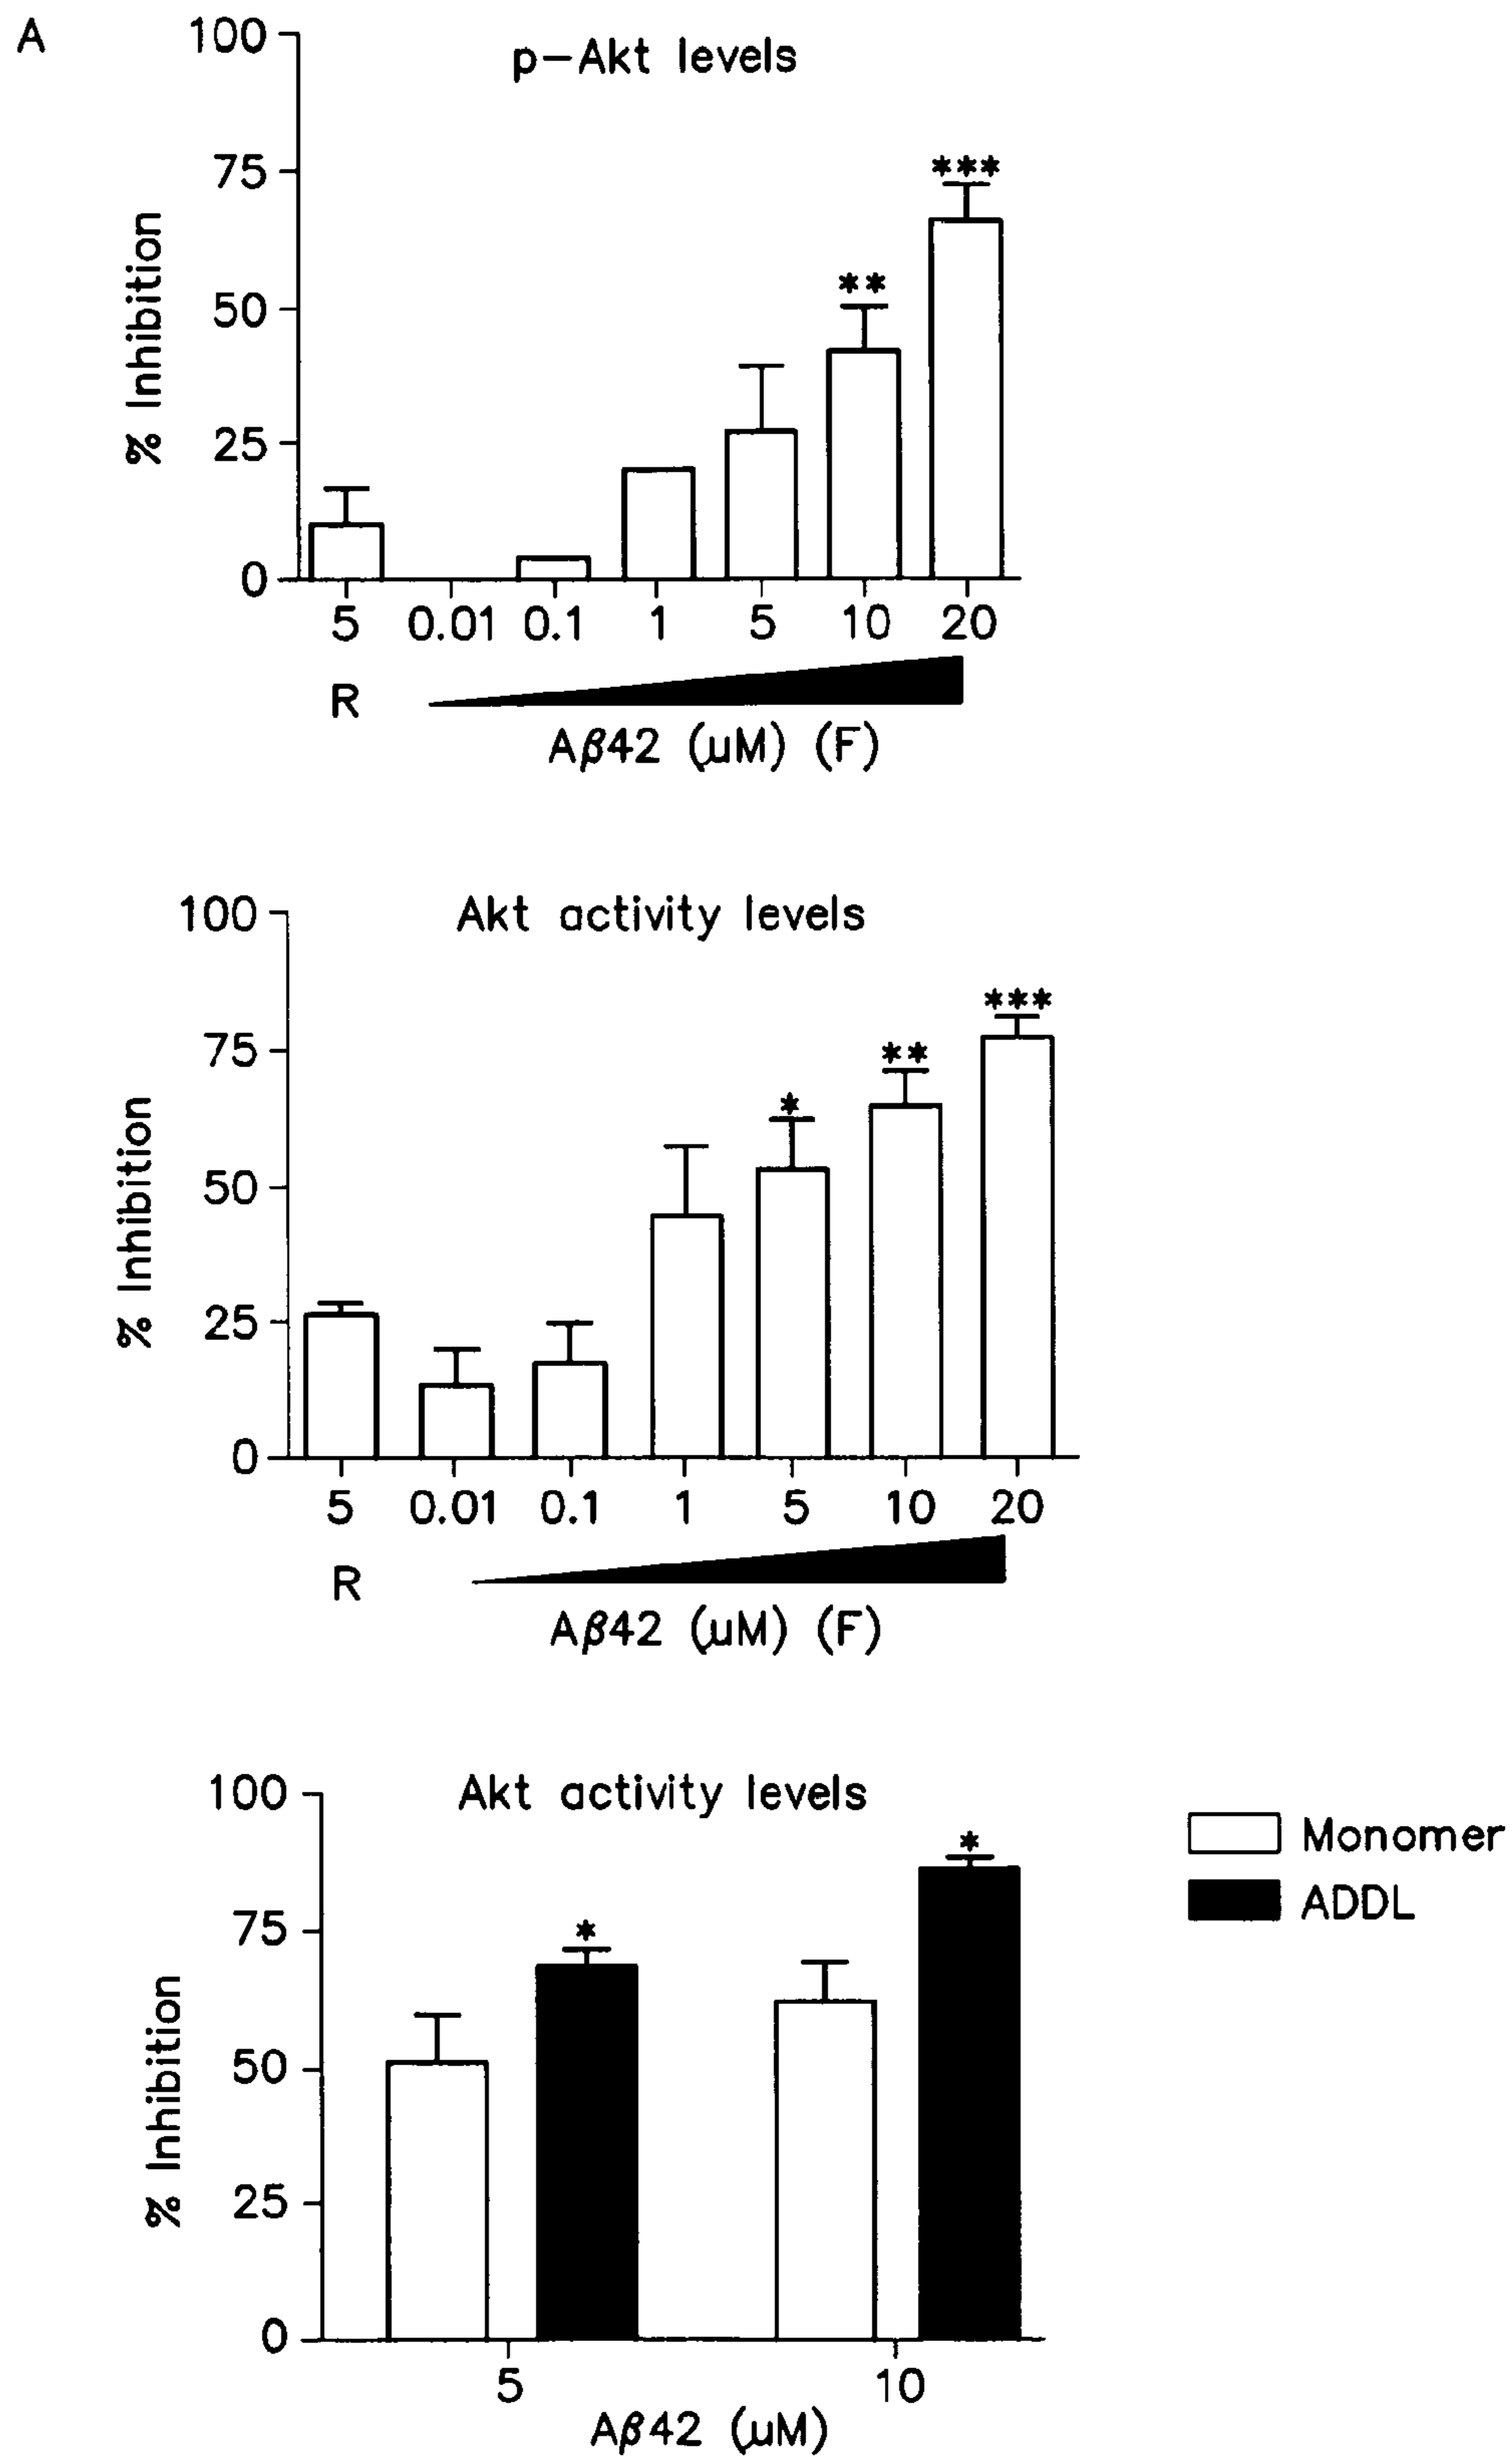 A
p-Akt levels
100
75
50
25
0
% Inhibition
***
**
5 0.01 0.1 1 5 10 20
R
Aβ42 (μM) (F)
Akt activity levels
100
75
50
25
0
% Inhibition
***
**
*
5 0.01 0.1 1 5 10 20
R
Aβ42 (μM) (F)
Akt activity levels
100
75
50
25
0
% Inhibition
*
*
Monomer
ADDL
5 10
Aβ42 (μM)